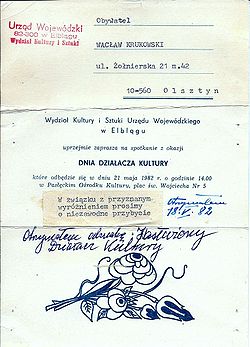 Urząd Wojewódzki
82-300 w Elblągu
Wydział Kultury i Sztuki
Obywatel
WACŁAW KRUKOWSKI
ul. Żołnierska 21 m.42
10-560 Olsztyn
Wydział Kultury i Sztuki Urzędu Wojewódzkiego
w Elblągu
uprzejmie zaprasza na spotkanie z okazji
DNIA DZIAŁACZA KULTURY
które odbędzie się w dniu 21 maja 1982 r. o godzinie 14.00
w Pasłęckim Ośrodku Kultury, plac św. Wojciecha Nr 5
W związku z przyznanym
wyróżnieniem prosimy
o niezawodne przybycie
Otrzymałem
18.V.82
Otrzymałem odznakę: Zasłużony
Działacz Kultury